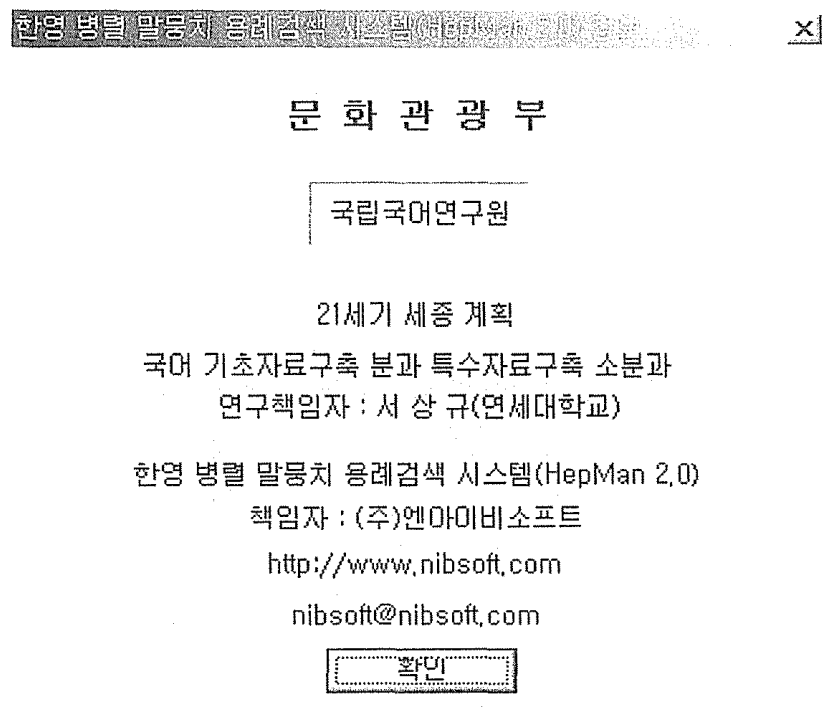 한영 병렬 말뭉치 용례검색 시스템(HepMan 2.0)
문 화 관 광 부
국립국어연구원
21세기 세종 계획
국어 기초자료구축 분과 특수자료구축 소분과
연구책임자 : 서 상 규(연세대학교)
한영 병렬 말뭉치 용례검색 시스템(HepMan 2.0)
책임자 : (주)엔아이비소프트
http://www.nibsoft.com
nibsoft@nibsoft.com
확인